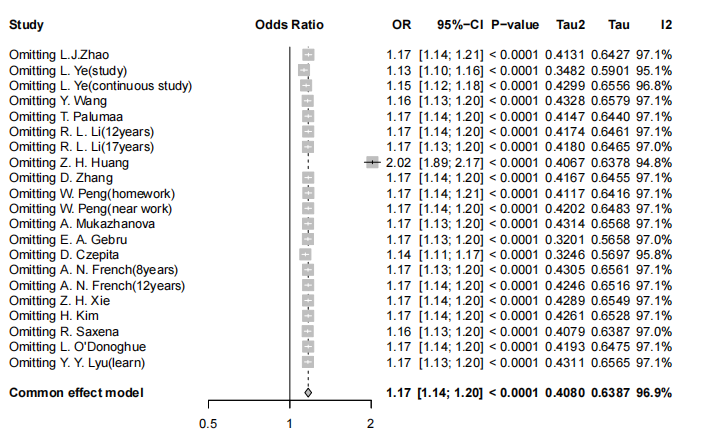 Study Odds Ratio OR 95%−CI P−value Tau2 Tau I2
Omitting L.J.Zhao 1.17 [1.14; 1.21] < 0.0001 0.4131 0.6427 97.1%
Omitting L. Ye(study) 1.13 [1.10; 1.16] < 0.0001 0.3482 0.5901 95.1%
Omitting L. Ye(continuous study) 1.15 [1.12; 1.18] < 0.0001 0.4299 0.6556 96.8%
Omitting Y. Wang 1.16 [1.13; 1.20] < 0.0001 0.4328 0.6579 97.1%
Omitting T. Palumaa 1.17 [1.14; 1.20] < 0.0001 0.4147 0.6440 97.1%
Omitting R. L. Li(12years) 1.17 [1.14; 1.20] < 0.0001 0.4174 0.6461 97.1%
Omitting R. L. Li(17years) 1.17 [1.13; 1.20] < 0.0001 0.4180 0.6465 97.0%
Omitting Z. H. Huang 2.02 [1.89; 2.17] < 0.0001 0.4067 0.6378 94.8%
Omitting D. Zhang 1.17 [1.14; 1.20] < 0.0001 0.4167 0.6455 97.1%
Omitting W. Peng(homework) 1.17 [1.14; 1.21] < 0.0001 0.4117 0.6416 97.1%
Omitting W. Peng(near work) 1.17 [1.14; 1.20] < 0.0001 0.4202 0.6483 97.1%
Omitting A. Mukazhanova 1.17 [1.13; 1.20] < 0.0001 0.4314 0.6568 97.1%
Omitting E. A. Gebru 1.17 [1.13; 1.20] < 0.0001 0.3201 0.5658 97.0%
Omitting D. Czepita 1.14 [1.11; 1.17] < 0.0001 0.3246 0.5697 95.8%
Omitting A. N. French(8years) 1.17 [1.13; 1.20] < 0.0001 0.4305 0.6561 97.1%
Omitting A. N. French(12years) 1.17 [1.14; 1.20] < 0.0001 0.4246 0.6516 97.1%
Omitting Z. H. Xie 1.17 [1.14; 1.20] < 0.0001 0.4289 0.6549 97.1%
Omitting H. Kim 1.17 [1.14; 1.20] < 0.0001 0.4261 0.6528 97.1%
Omitting R. Saxena 1.16 [1.13; 1.20] < 0.0001 0.4079 0.6387 97.0%
Omitting L. O'Donoghue 1.17 [1.14; 1.20] < 0.0001 0.4193 0.6475 97.1%
Omitting Y. Y. Lyu(learn) 1.17 [1.13; 1.20] < 0.0001 0.4311 0.6565 97.1%
Common effect model 1.17 [1.14; 1.20] < 0.0001 0.4080 0.6387 96.9%
0.5 1 2